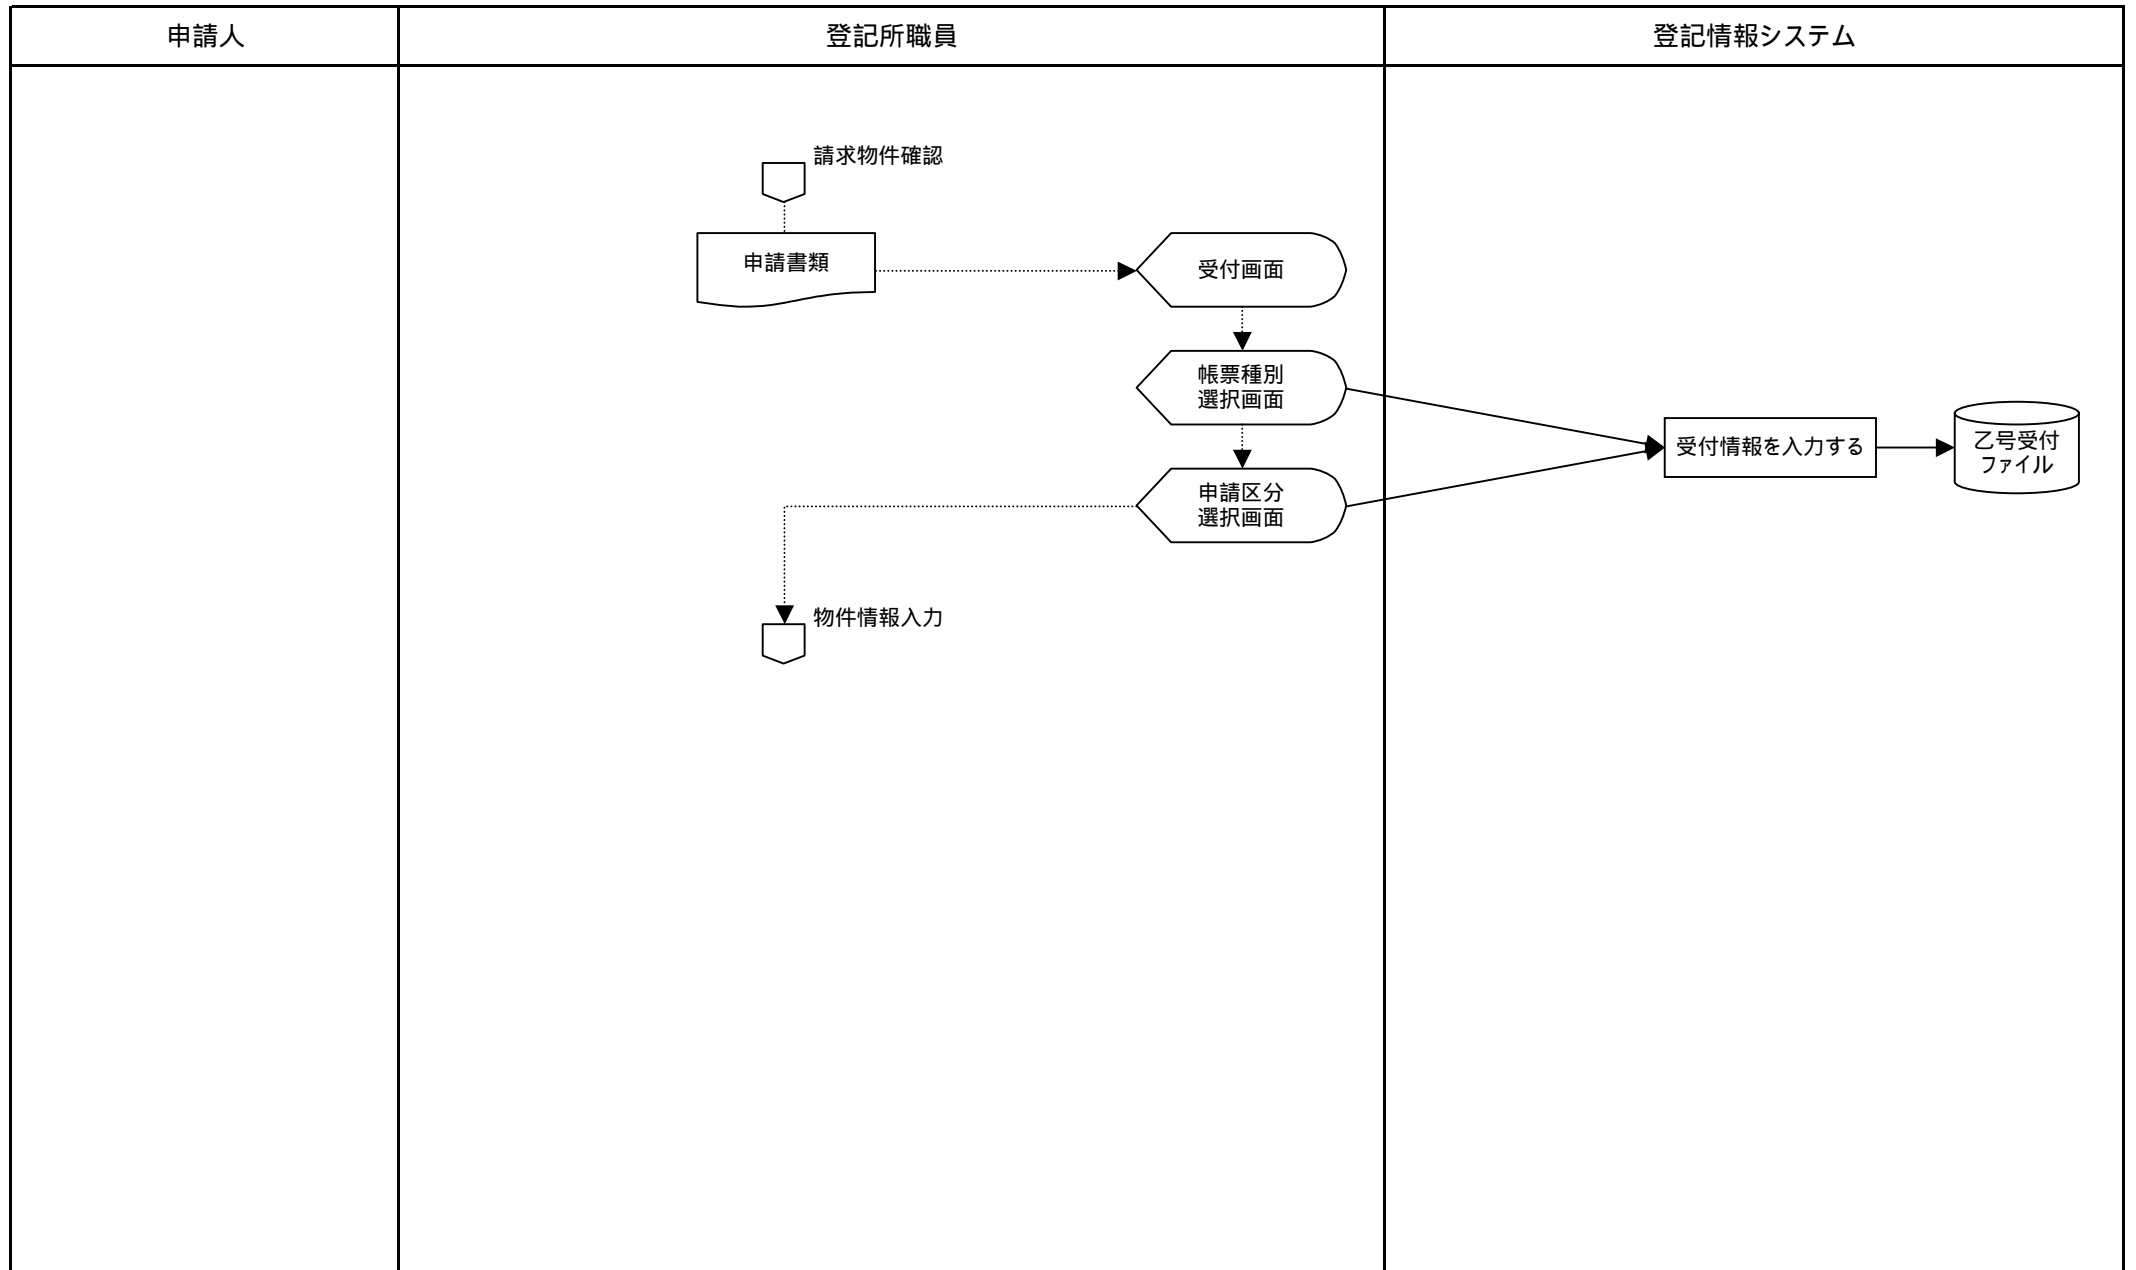 申請人
登記所職員
登記情報システム
請求物件確認
申請書類
受付画面
帳票種別
選択画面
受付情報を入力する
乙号受付
ファイル
申請区分
選択画面
物件情報入力